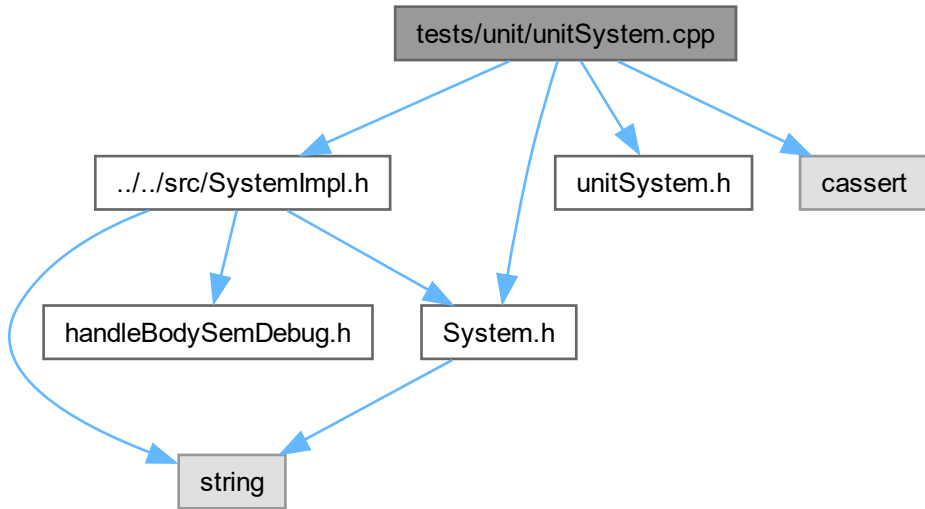 tests/unit/unitSystem.cpp
../../src/SystemImpl.h
unitSystem.h
cassert
handleBodySemDebug.h
System.h
string